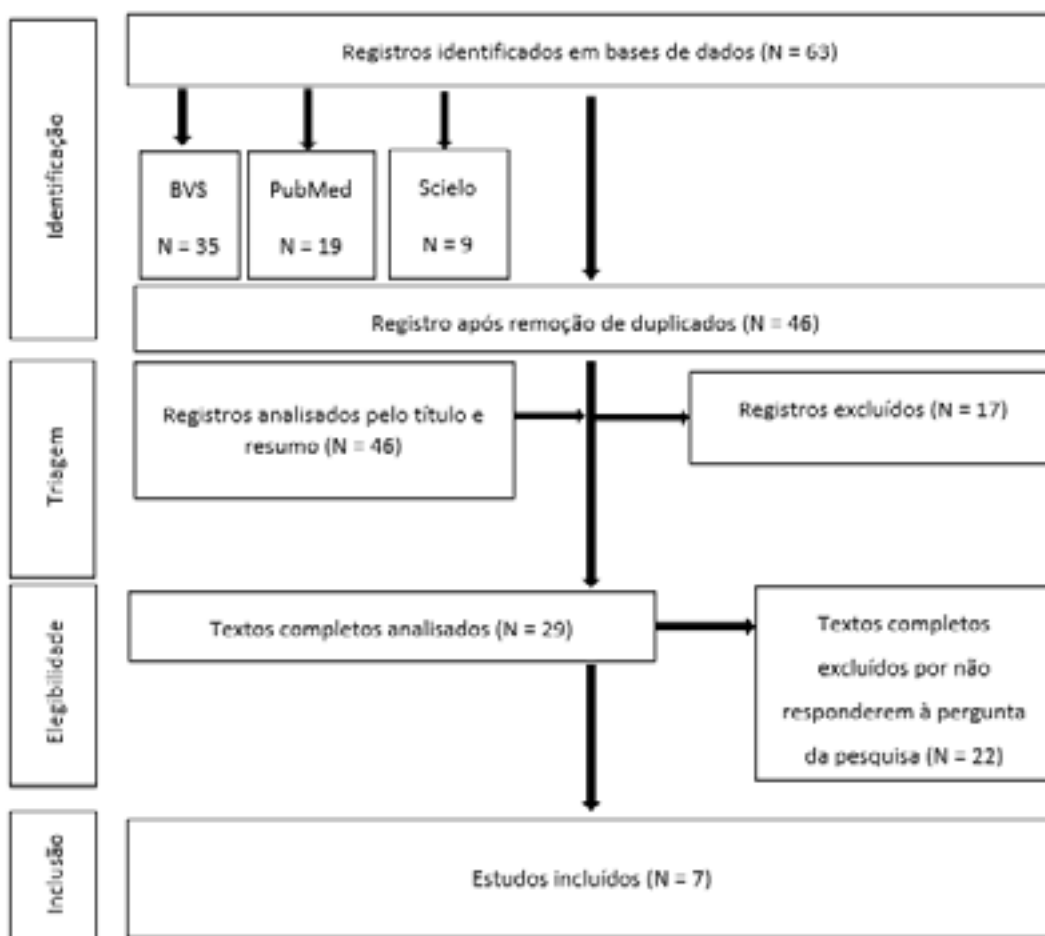 Identificação
Registros identificados em bases de dados (N = 63)
BVS
N = 35
PubMed
N = 19
Scielo
N = 9
Registro após remoção de duplicados (N = 46)
Triagem
Registros analisados pelo título e
resumo (N = 46)
Registros excluídos (N = 17)
Elegibilidade
Textos completos analisados (N = 29)
Textos completos
excluídos por não
responderem à pergunta
da pesquisa (N = 22)
Inclusão
Estudos incluídos (N = 7)